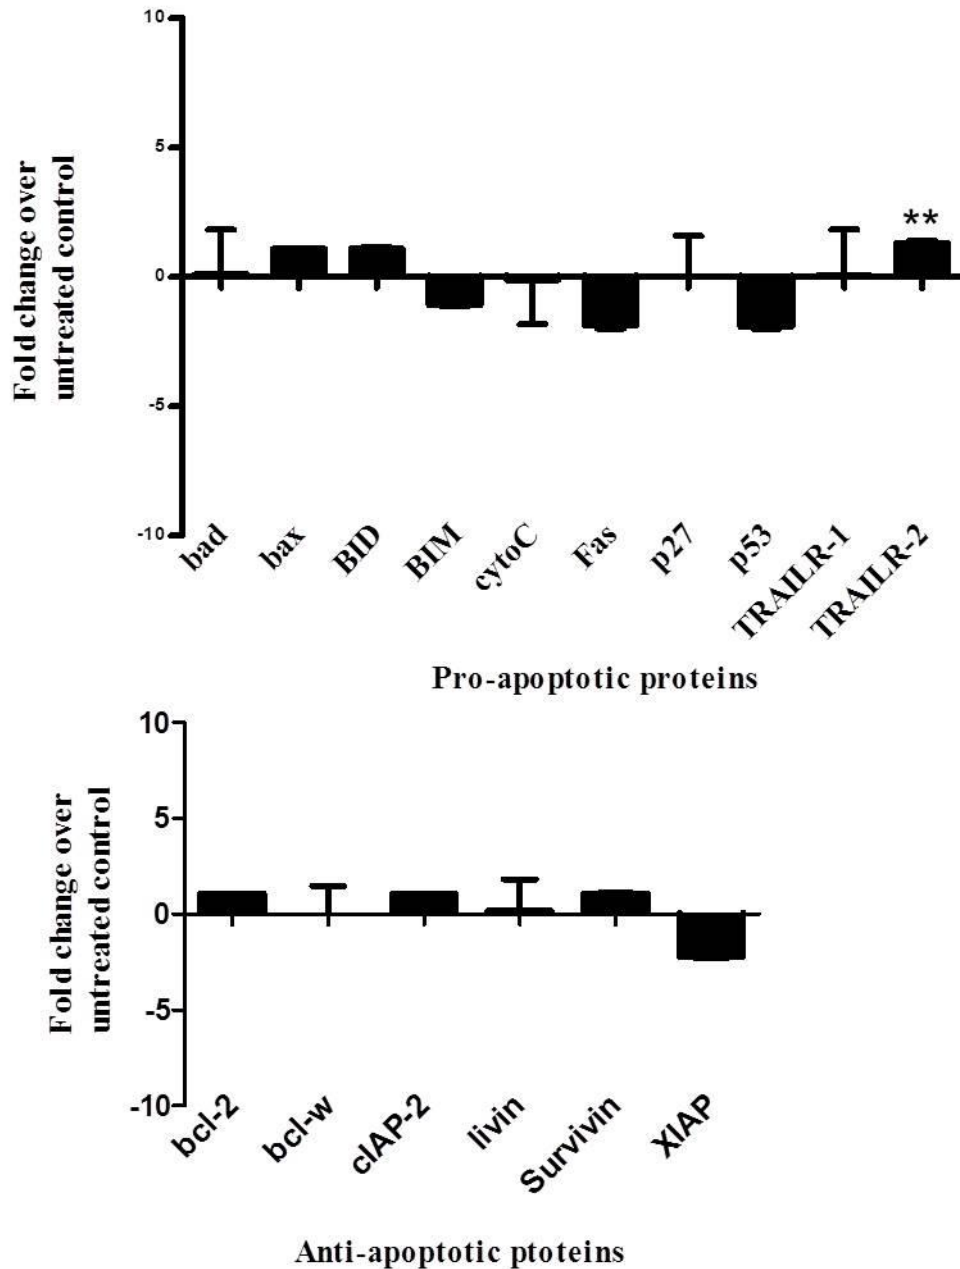 10
5
0
-5
-10
Fold change over
untreated control
**
bad
bax
BID
BIM
cytoC
Fas
p27
p53
TRAILR-1
TRAILR-2
Pro-apoptotic proteins
10
5
0
-5
-10
Fold change over
untreated control
bcl-2
bcl-w
cIAP-2
livin
Survivin
XIAP
Anti-apoptotic ptoteins